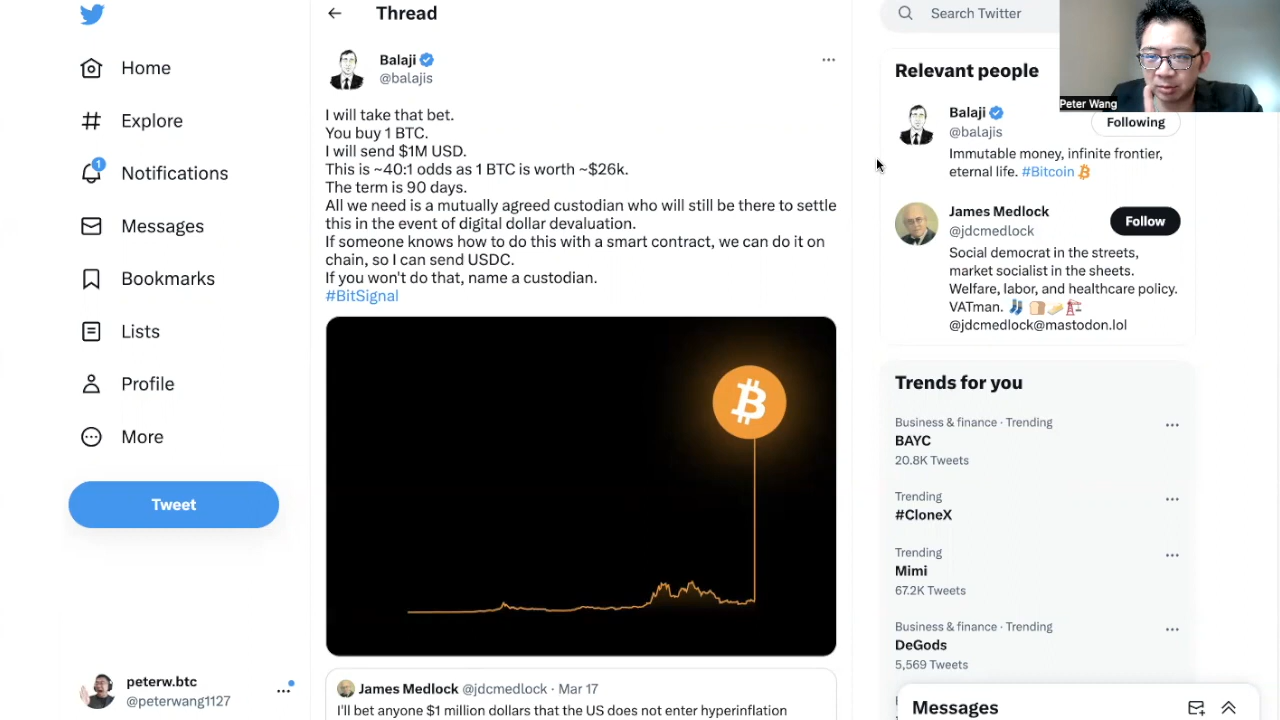 Home
Explore
1
Notifications
Messages
Bookmarks
Lists
Profile
More
Tweet
peterw.btc
@peterwang1127
Thread
Balaji
@balajis
I will take that bet.
You buy 1 BTC.
I will send $1M USD.
This is ~40:1 odds as 1 BTC is worth ~$26k.
The term is 90 days.
All we need is a mutually agreed custodian who will still be there to settle
this in the event of digital dollar devaluation.
If someone knows how to do this with a smart contract, we can do it on
chain, so I can send USDC.
If you won't do that, name a custodian.
#BitSignal
James Medlock @jdcmedlock · Mar 17
I'll bet anyone $1 million dollars that the US does not enter hyperinflation
Search Twitter
Peter Wang
Relevant people
Balaji
@balajis
Following
Immutable money, infinite frontier,
eternal life. #Bitcoin
James Medlock
@jdcmedlock
Follow
Social democrat in the streets,
market socialist in the sheets.
Welfare, labor, and healthcare policy.
VATman.
@jdcmedlock@mastodon.lol
Trends for you
Business & finance · Trending
BAYC
20.8K Tweets
Trending
#CloneX
Trending
Mimi
67.2K Tweets
Business & finance · Trending
DeGods
5,569 Tweets
Messages